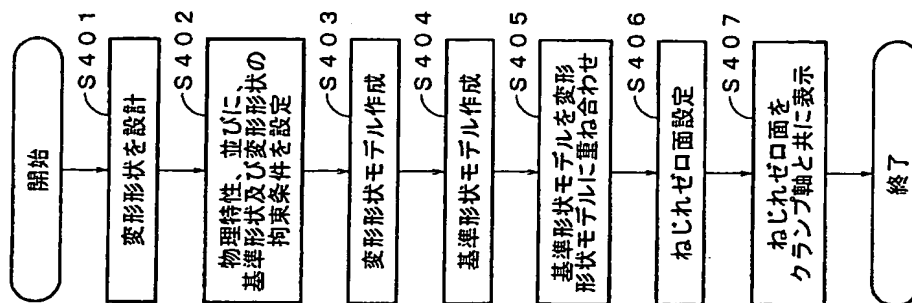 開始
S401
変形形状を設計
S402
物理特性、並びに、
基準形状及び変形形状の
拘束条件を設定
S403
変形形状モデル作成
S404
基準形状モデル作成
S405
基準形状モデルを変形
形状モデルに重ね合わせ
S406
ねじれゼロ面設定
S407
ねじれゼロ面を
クランプ軸と共に表示
終了